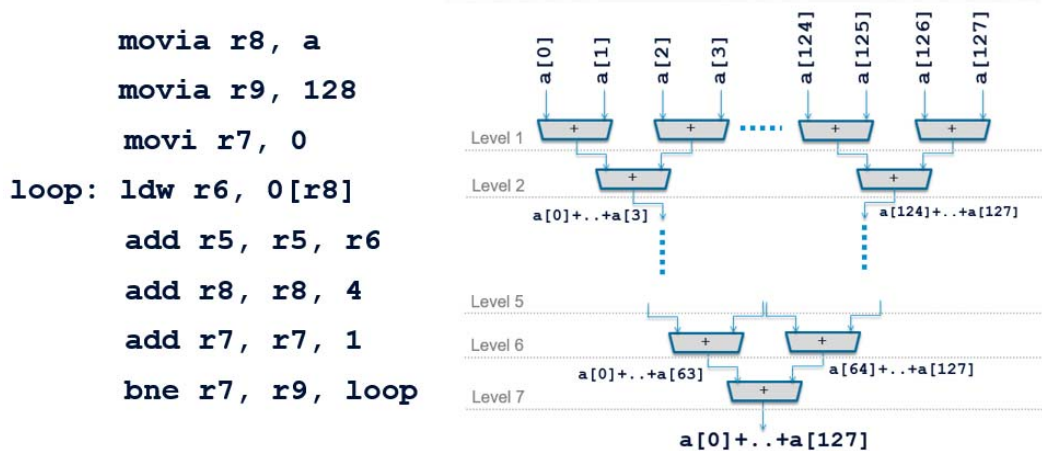 movia r8, a
movia r9, 128
movi r7, 0
loop: ldw r6, 0[r8]
add r5, r5, r6
add r8, r8, 4
add r7, r7, 1
bne r7, r9, loop
a[0] a[1] a[2] a[3] a[124] a[125] a[126] a[127]
+ + + +
Level 1
+ +
Level 2
a[0]+..+a[3] a[124]+..+a[127]
Level 5
+ +
Level 6
a[0]+..+a[63] a[64]+..+a[127]
+
Level 7
a[0]+..+a[127]